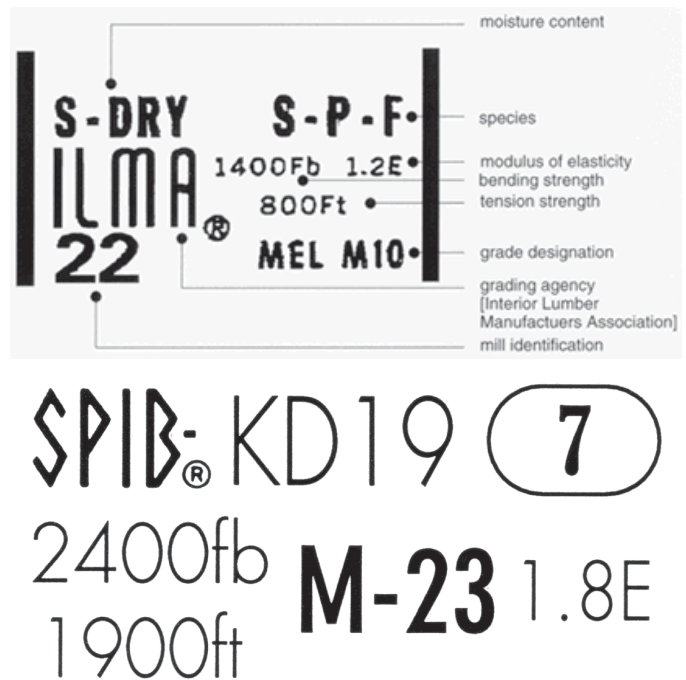 moisture content
S-DRY S-P-F
species
ILMA® 1400Fb 1.2E
modulus of elasticity
bending strength
800Ft
tension strength
22 MEL M10
grade designation
grading agency
[Interior Lumber
Manufactuers Association]
mill identification
SPIB® KD19 7
2400fb M-23 1.8E
1900ft